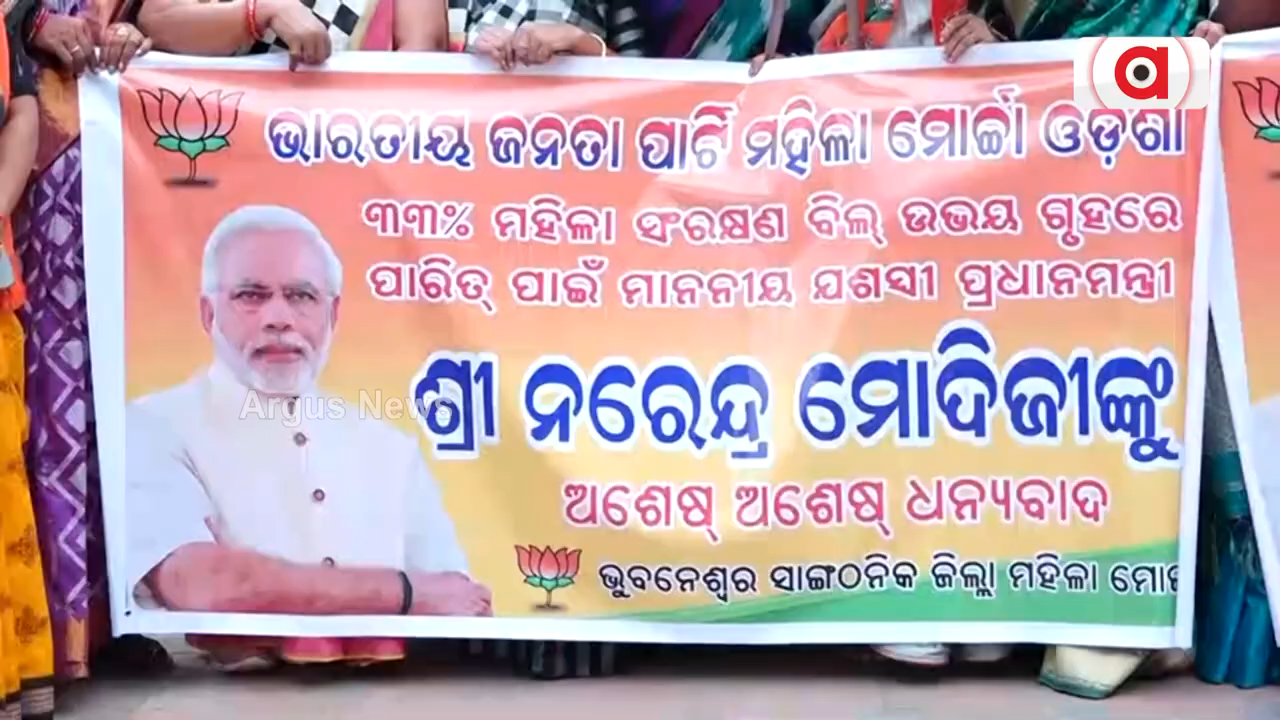 a
ଭାରତୀୟ ଜନତା ପାର୍ଟି ମହିଳା ମୋର୍ଚ୍ଚା ଓଡ଼ିଶା
୩୩% ମହିଳା ସଂରକ୍ଷଣ ବିଲ୍ ଉଭୟ ଗୃହରେ
ପାରିତ୍ ପାଇଁ ମାନନୀୟ ଯଶସୀ ପ୍ରଧାନମନ୍ତ୍ରୀ
ଶ୍ରୀ ନରେନ୍ଦ୍ର ମୋଦିଜୀଙ୍କୁ
Argus News
ଅଶେଷ୍ ଅଶେଷ୍ ଧନ୍ୟବାଦ
ଭୁବନେଶ୍ୱର ସାଙ୍ଗଠନିକ ଜିଲ୍ଲା ମହିଳା